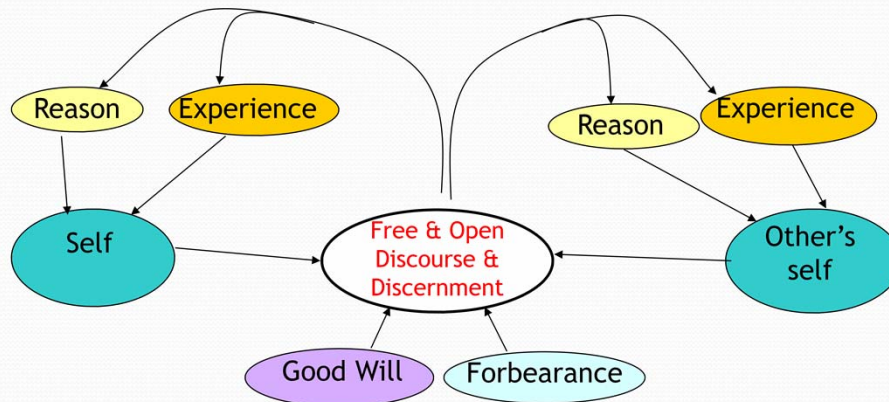 Reason
Experience
Experience
Reason
Self
Free & Open
Discourse &
Discernment
Other’s
self
Good Will
Forbearance